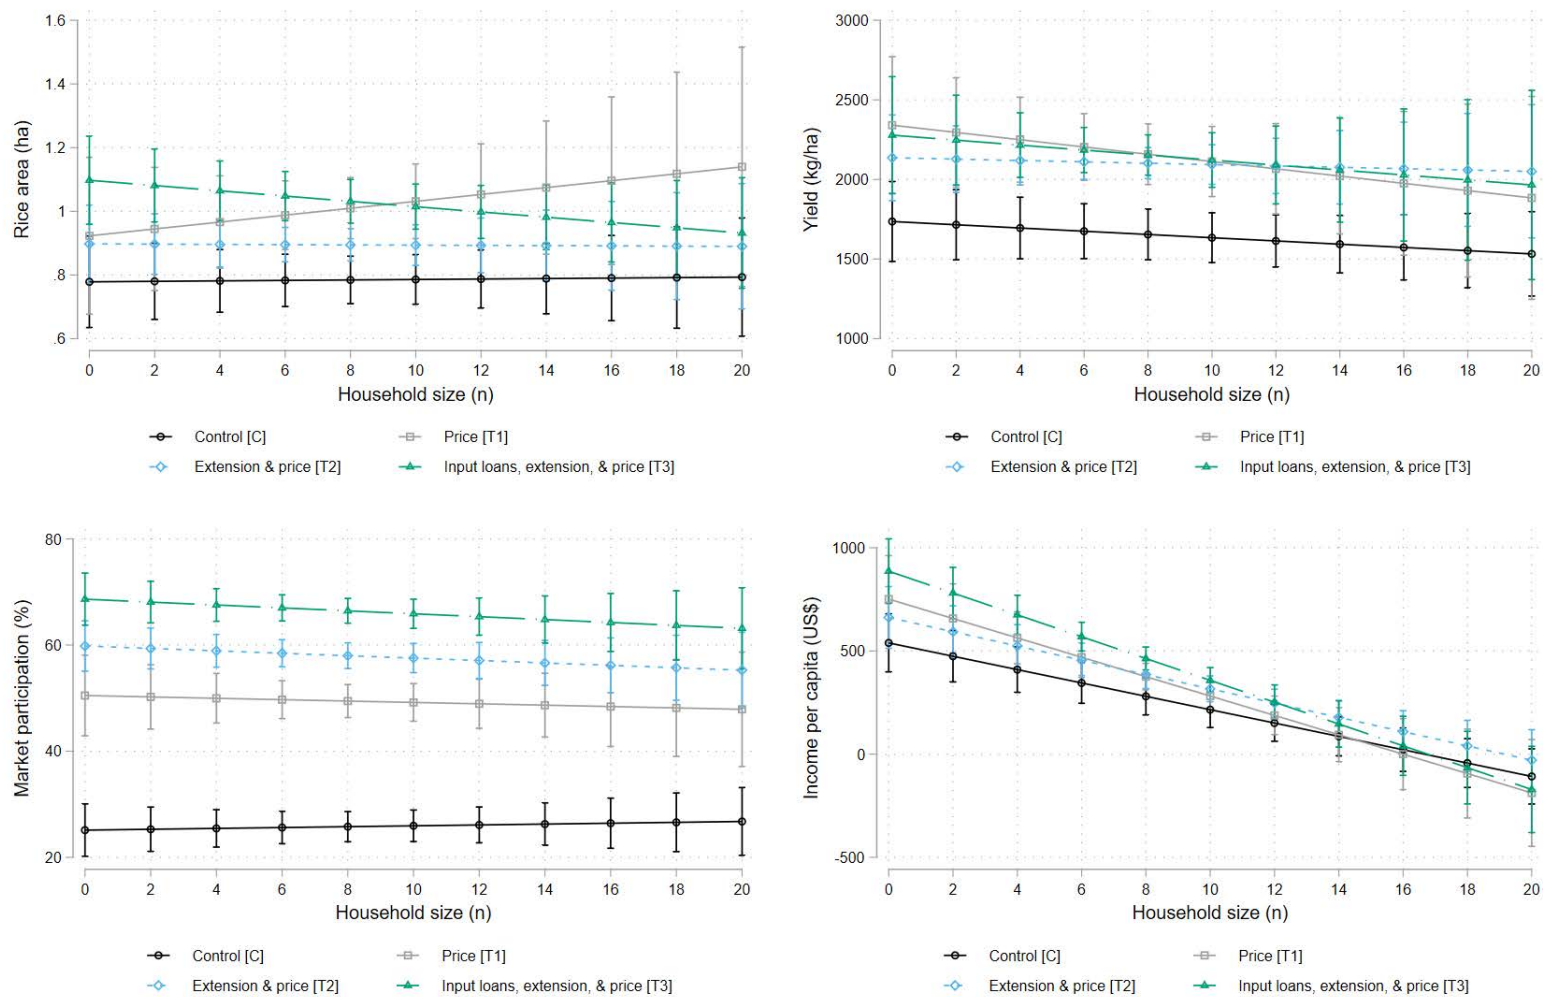 Rice area (ha)
1.6
1.4
1.2
1
.8
.6
0 2 4 6 8 10 12 14 16 18 20
Household size (n)
Control [C] Price [T1]
Extension & price [T2] Input loans, extension, & price [T3]
Yield (kg/ha)
3000
2500
2000
1500
1000
0 2 4 6 8 10 12 14 16 18 20
Household size (n)
Control [C] Price [T1]
Extension & price [T2] Input loans, extension, & price [T3]
Market participation (%)
80
60
40
20
0 2 4 6 8 10 12 14 16 18 20
Household size (n)
Control [C] Price [T1]
Extension & price [T2] Input loans, extension, & price [T3]
Income per capita (US$)
1000
500
0
-500
0 2 4 6 8 10 12 14 16 18 20
Household size (n)
Control [C] Price [T1]
Extension & price [T2] Input loans, extension, & price [T3]